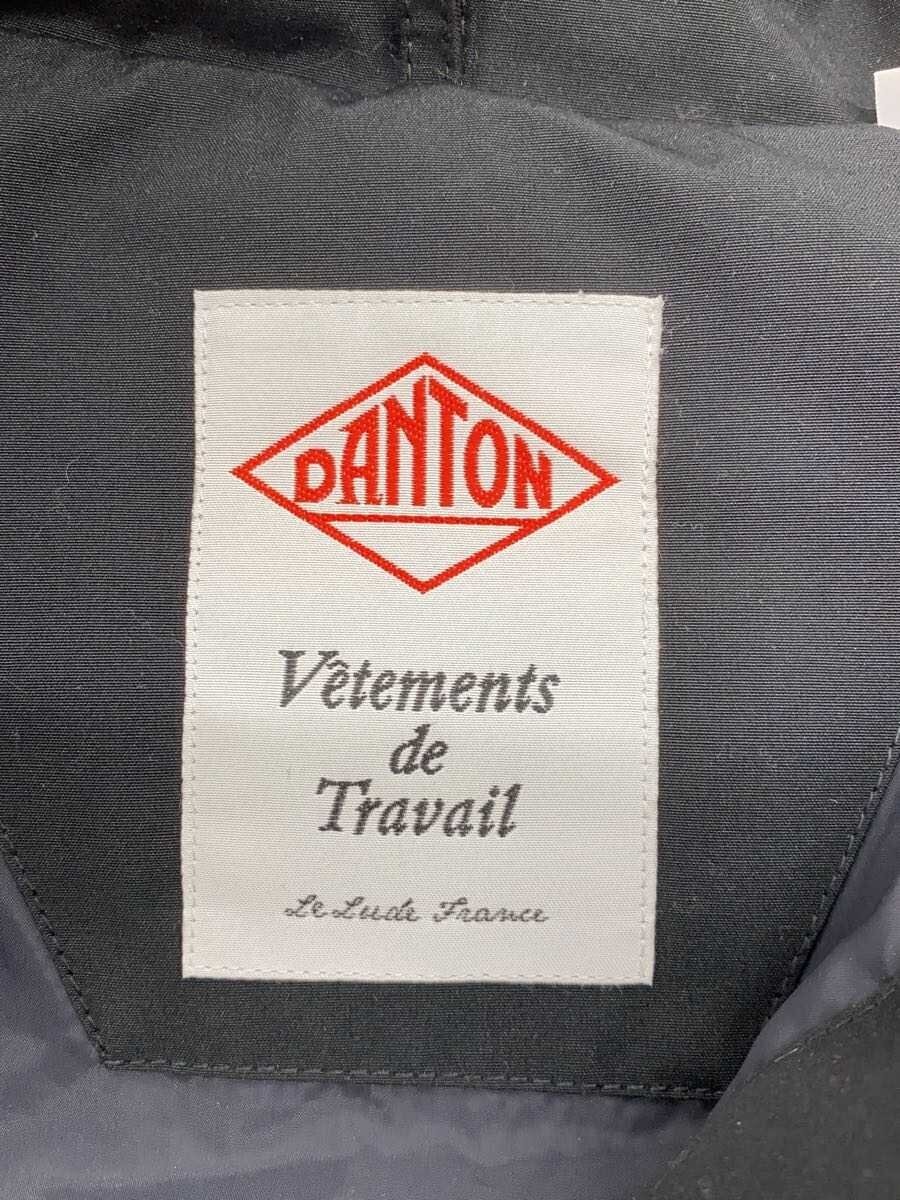 DANTON
Vêtements
de
Travail
Le Lude France